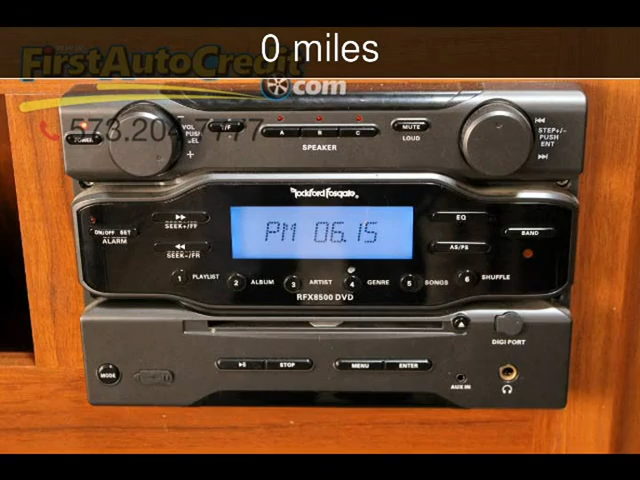 0 miles
FirstAutoCredit
.com
573.204.7777
POWER
VOL
PUSH
SEL
+
T/F
A B C
SPEAKER
MUTE
LOUD
STEP+/-
PUSH
ENT
Rockford Fosgate
ON/OFF SET
ALARM
SEEK+/FF
SEEK-/FR
PM 06.15
EQ
AS/PS
BAND
1 PLAYLIST
2 ALBUM
3 ARTIST
4 GENRE
5 SONGS
6 SHUFFLE
RFX8500 DVD
MODE
STOP
MENU
ENTER
AUX IN
DIGI PORT